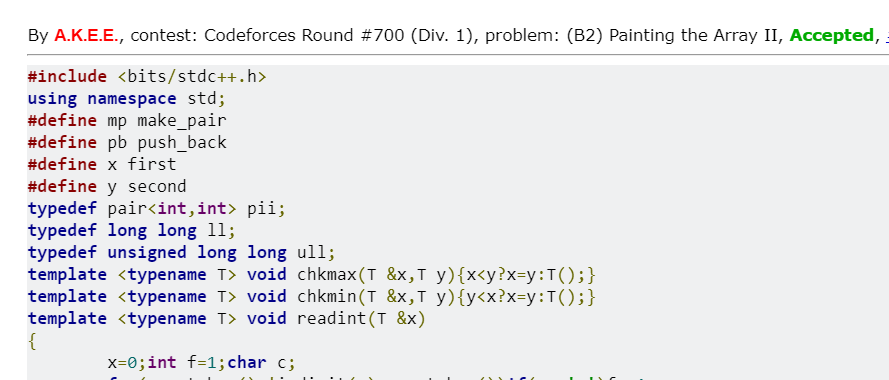 By A.K.E.E., contest: Codeforces Round #700 (Div. 1), problem: (B2) Painting the Array II, Accepted,
#include <bits/stdc++.h>
using namespace std;
#define mp make_pair
#define pb push_back
#define x first
#define y second
typedef pair<int,int> pii;
typedef long long ll;
typedef unsigned long long ull;
template <typename T> void chkmax(T &x,T y){x<y?x=y:T();}
template <typename T> void chkmin(T &x,T y){y<x?x=y:T();}
template <typename T> void readint(T &x)
{
x=0;int f=1;char c;